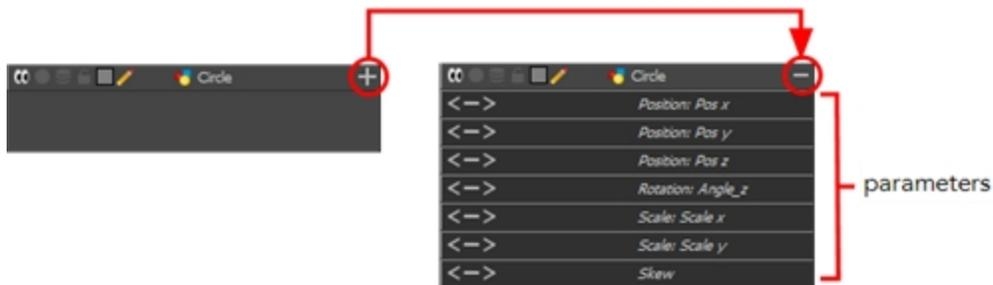 Circle
Circle
Position: Pos x
Position: Pos y
Position: Pos z
Rotation: Angle_z
Scale: Scale x
Scale: Scale y
Skew
parameters